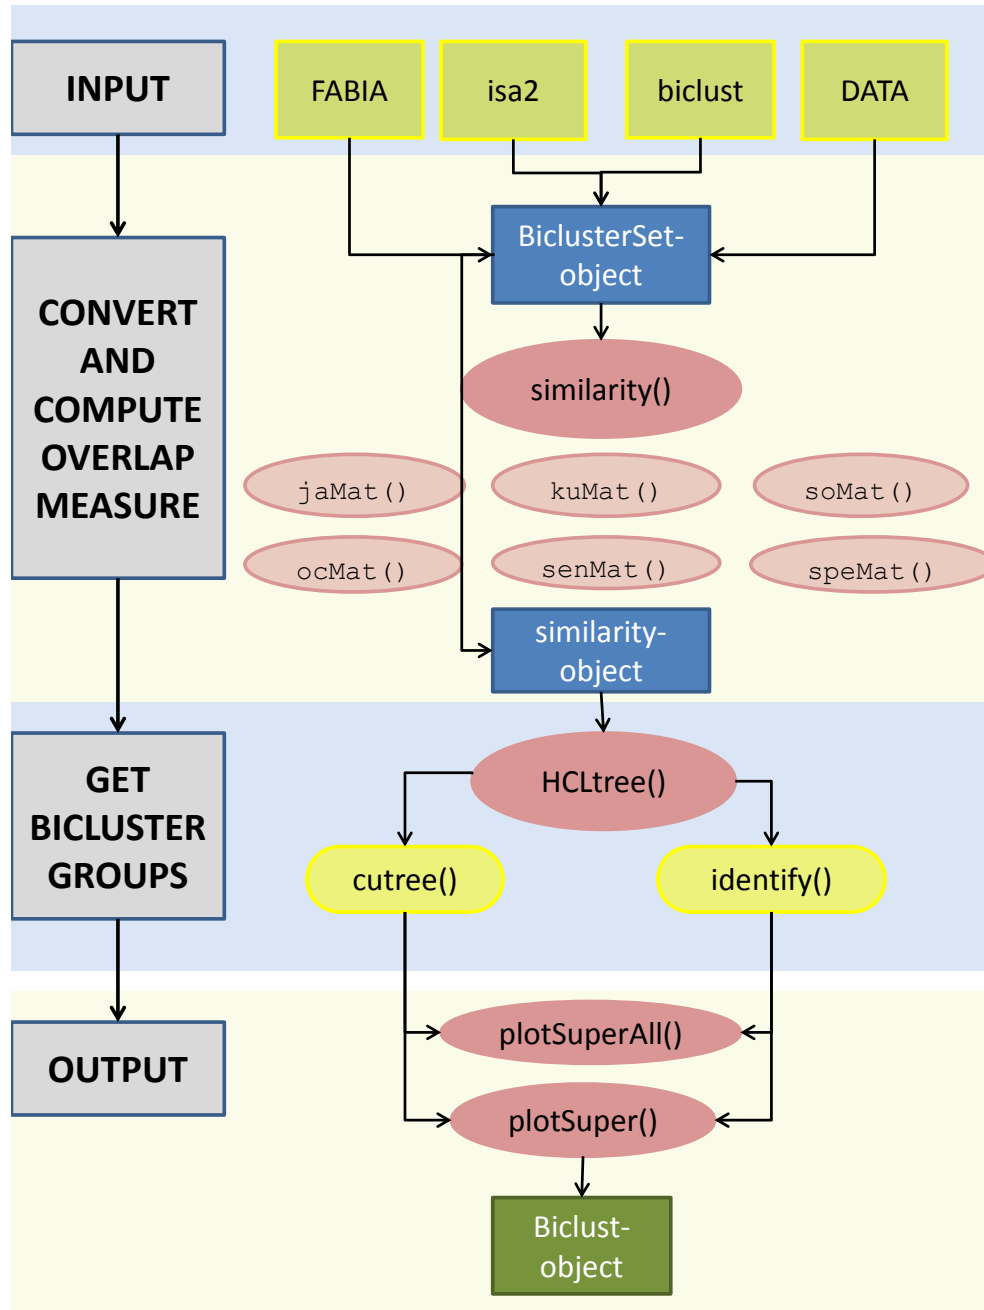 INPUT
FABIA
isa2
biclust
DATA
BiclusterSet-
object
CONVERT
AND
COMPUTE
OVERLAP
MEASURE
similarity()
jaMat()
kuMat()
soMat()
ocMat()
senMat()
speMat()
similarity-
object
GET
BICLUSTER
GROUPS
HCLtree()
cutree()
identify()
OUTPUT
plotSuperAll()
plotSuper()
Biclust-
object